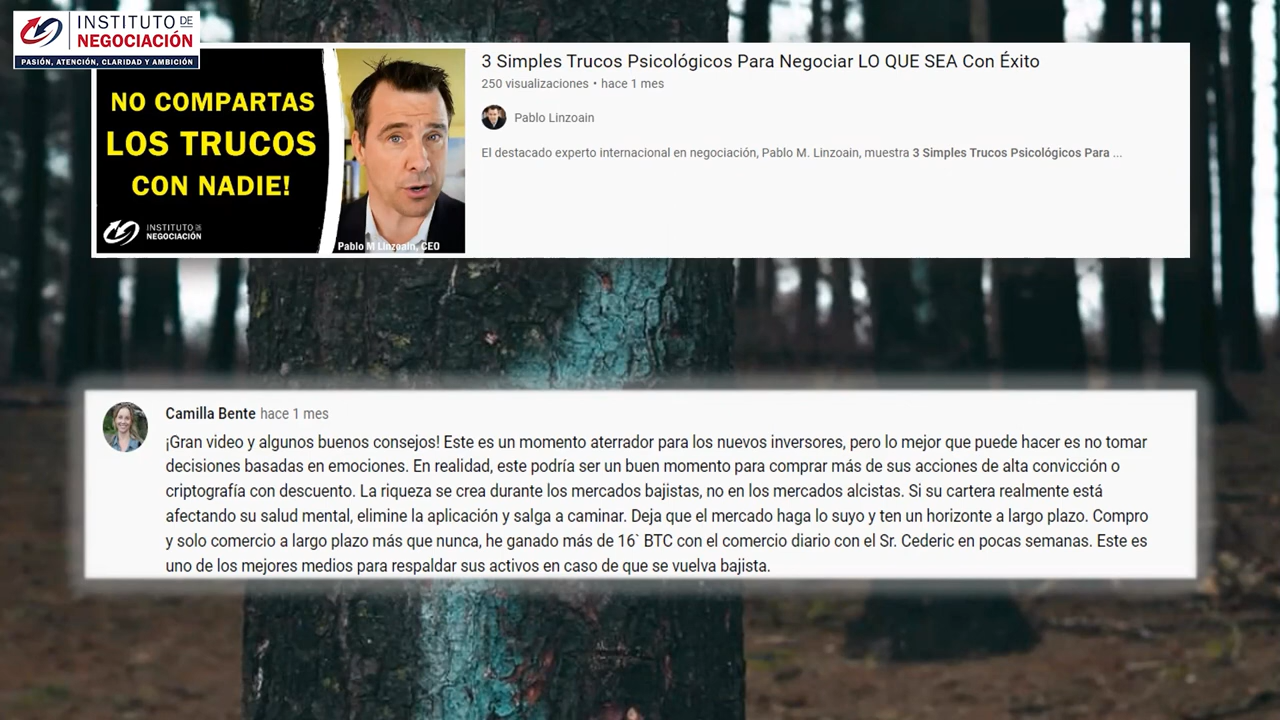 INSTITUTO DE
NEGOCIACIÓN
PASIÓN, ATENCIÓN, CLARIDAD Y AMBICIÓN
NO COMPARTAS
LOS TRUCOS
CON NADIE!
INSTITUTO DE
NEGOCIACIÓN
Pablo M Linzoain, CEO
3 Simples Trucos Psicológicos Para Negociar LO QUE SEA Con Éxito
250 visualizaciones • hace 1 mes
Pablo Linzoain
El destacado experto internacional en negociación, Pablo M. Linzoain, muestra 3 Simples Trucos Psicológicos Para ...
Camilla Bente hace 1 mes
¡Gran video y algunos buenos consejos! Este es un momento aterrador para los nuevos inversores, pero lo mejor que puede hacer es no tomar
decisiones basadas en emociones. En realidad, este podría ser un buen momento para comprar más de sus acciones de alta convicción o
criptografía con descuento. La riqueza se crea durante los mercados bajistas, no en los mercados alcistas. Si su cartera realmente está
afectando su salud mental, elimine la aplicación y salga a caminar. Deja que el mercado haga lo suyo y ten un horizonte a largo plazo. Compro
y solo comercio a largo plazo más que nunca, he ganado más de 16` BTC con el comercio diario con el Sr. Cederic en pocas semanas. Este es
uno de los mejores medios para respaldar sus activos en caso de que se vuelva bajista.